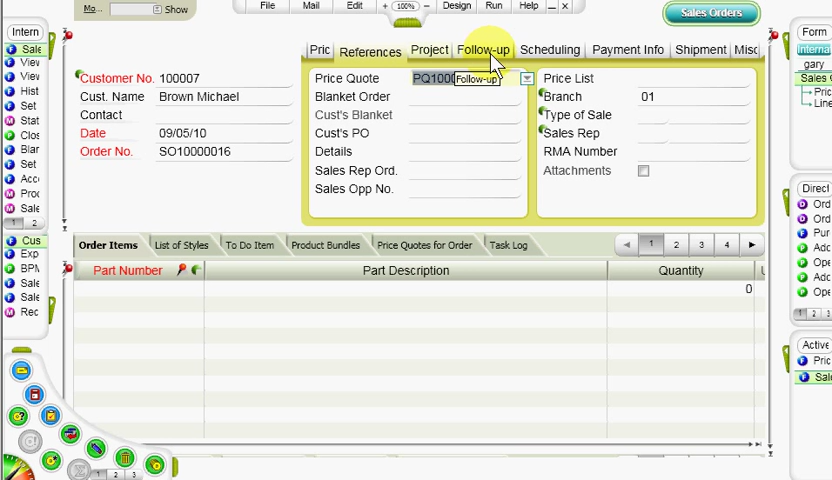 Mo...
Show
File
Mail
Edit
100%
Design
Run
Help
Sales Orders
Intern
Sale
View
View
Hist
Set
Stat
Clos
Blar
Set
Acc
Proc
Sale
1 2
Cus
Exp
BPM
Sale
Sale
Rec
Customer No. 100007
Cust. Name Brown Michael
Contact
Date 09/05/10
Order No. SO10000016
Pric
References
Project
Follow-up
Scheduling
Payment Info
Shipment
Misc
Price Quote PQ1000
Follow-up
Blanket Order
Cust's Blanket
Cust's PO
Details
Sales Rep Ord.
Sales Opp No.
Price List
Branch 01
Type of Sale
Sales Rep
RMA Number
Attachments
Form
Interna
gary
Sales O
Pric
Line
Direct
Ord
Ord
Pur
Ope
Adc
Ope
Adc
Ope
1 2 3
Active
Pric
Sal
Order Items
List of Styles
To Do Item
Product Bundles
Price Quotes for Order
Task Log
1 2 3 4
Part Number
Part Description
Quantity
0
1 2 3